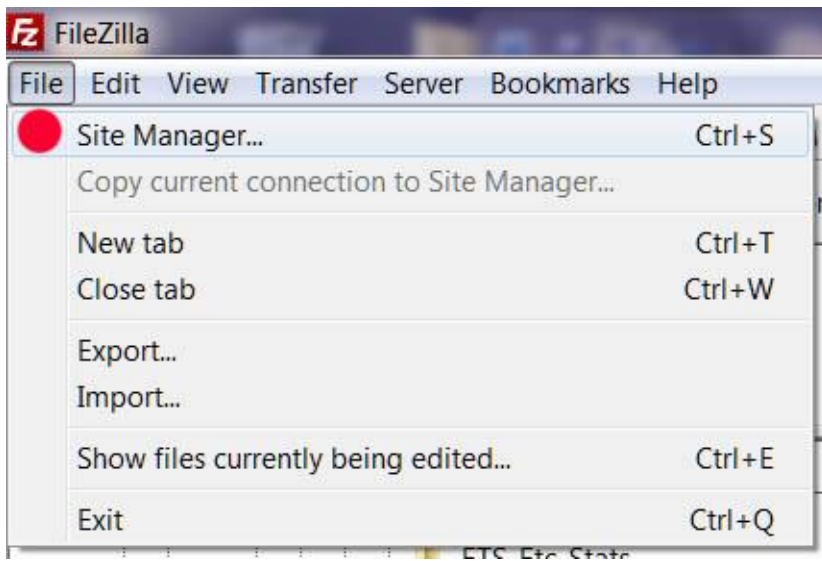 Fz FileZilla
File Edit View Transfer Server Bookmarks Help
Site Manager... Ctrl+S
Copy current connection to Site Manager...
New tab Ctrl+T
Close tab Ctrl+W
Export...
Import...
Show files currently being edited... Ctrl+E
Exit Ctrl+Q